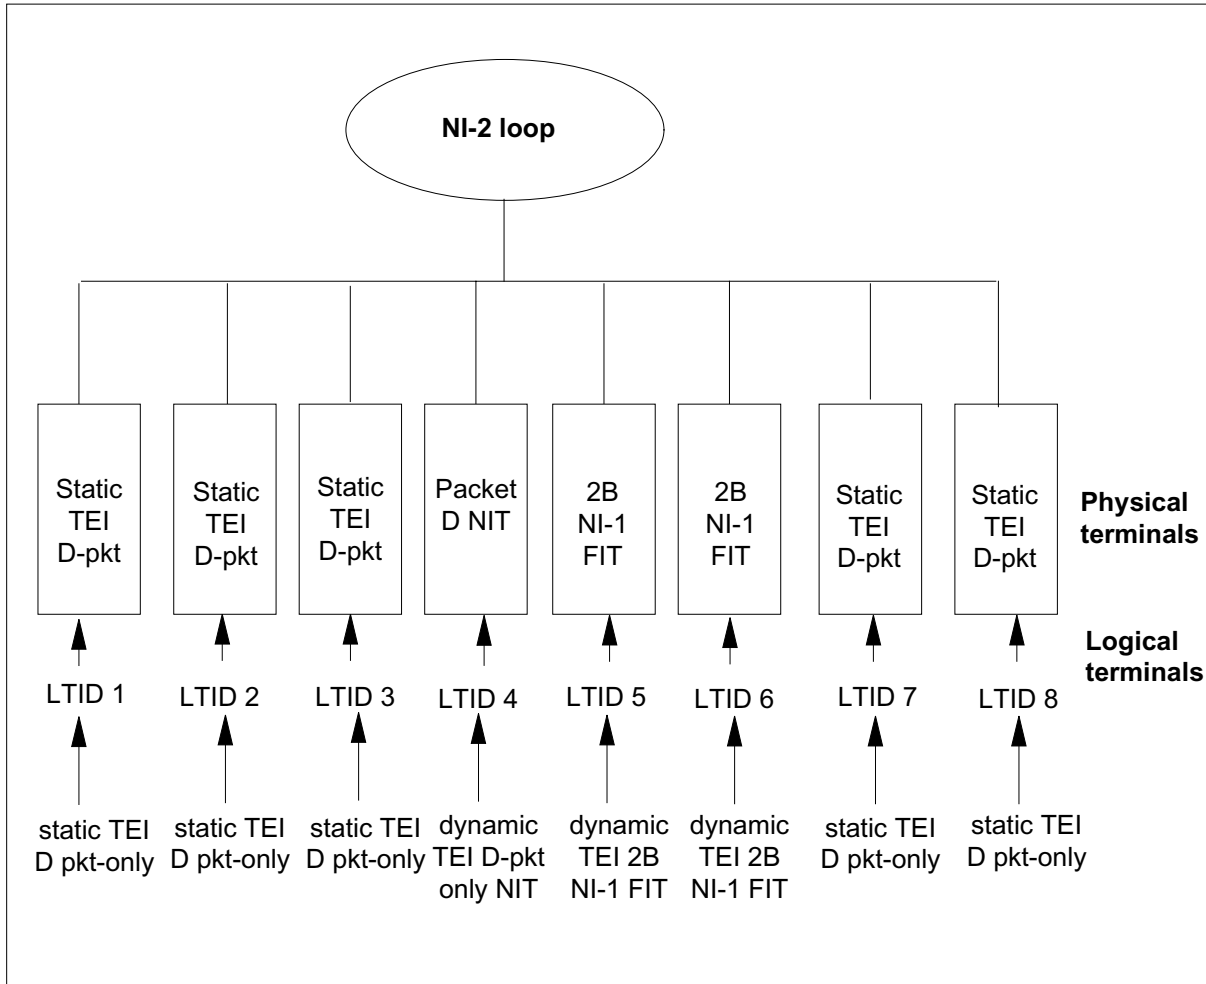 NI-2 loop
Static
TEI
D-pkt
Static
TEI
D-pkt
Static
TEI
D-pkt
Packet
D NIT
2B
NI-1
FIT
2B
NI-1
FIT
Static
TEI
D-pkt
Static
TEI
D-pkt
Physical
terminals
Logical
terminals
LTID 1
LTID 2
LTID 3
LTID 4
LTID 5
LTID 6
LTID 7
LTID 8
static TEI
D pkt-only
static TEI
D pkt-only
static TEI
D pkt-only
dynamic
TEI D-pkt
only NIT
dynamic
TEI 2B
NI-1 FIT
dynamic
TEI 2B
NI-1 FIT
static TEI
D pkt-only
static TEI
D pkt-only